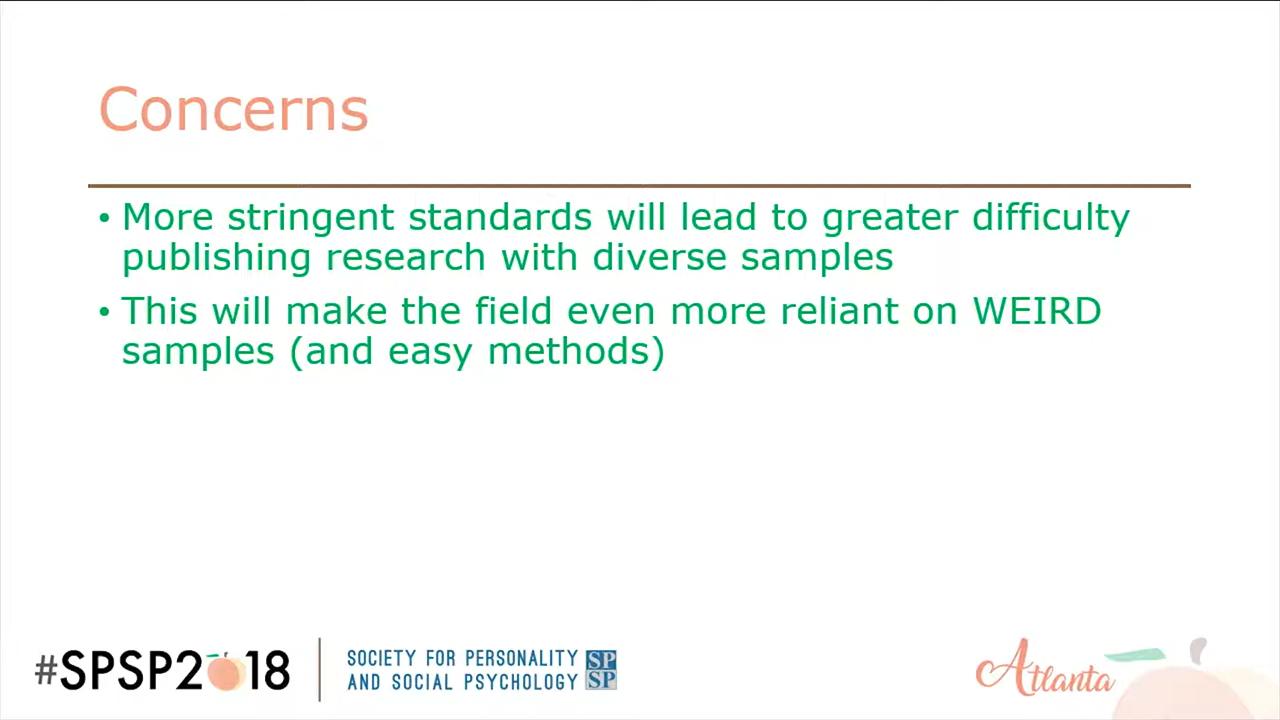 Concerns
• More stringent standards will lead to greater difficulty
publishing research with diverse samples
• This will make the field even more reliant on WEIRD
samples (and easy methods)
#SPSP2018
SOCIETY FOR PERSONALITY
AND SOCIAL PSYCHOLOGY
SP
SP
Atlanta